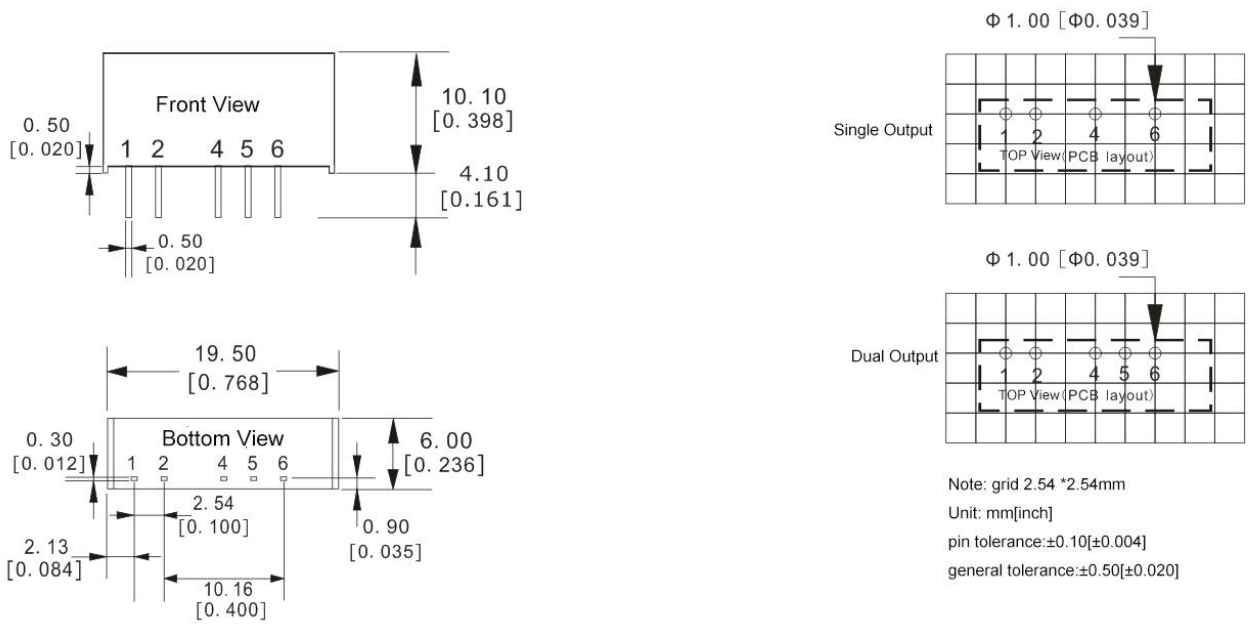 Front View
0.50
[0.020]
1 2 4 5 6
10.10
[0.398]
4.10
[0.161]
0.50
[0.020]
19.50
[0.768]
Bottom View
1 2 4 5 6
0.30
[0.012]
6.00
[0.236]
2.54
[0.100]
0.90
[0.035]
2.13
[0.084]
10.16
[0.400]
Φ1.00 [Φ0.039]
Single Output
1 2 4 6
TOP View(PCB layout)
Φ1.00 [Φ0.039]
Dual Output
1 2 4 5 6
TOP View(PCB layout)
Note: grid 2.54 *2.54mm
Unit: mm[inch]
pin tolerance:±0.10[±0.004]
general tolerance:±0.50[±0.020]